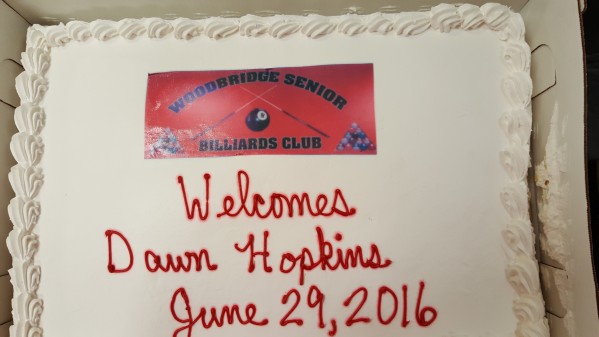 WOODBRIDGE SENIOR
BILLIARDS CLUB
Welcomes
Dawn Hopkins
June 29, 2016